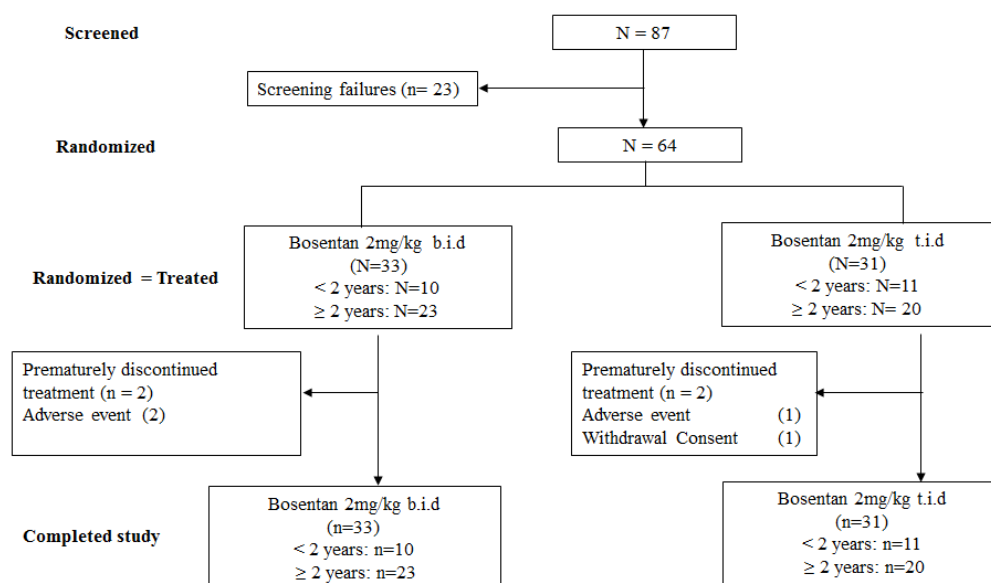 Screened
N = 87
Screening failures (n= 23)
Randomized
N = 64
Randomized = Treated
Bosentan 2mg/kg b.i.d
(N=33)
< 2 years: N=10
≥ 2 years: N=23
Bosentan 2mg/kg t.i.d
(N=31)
< 2 years: N=11
≥ 2 years: N= 20
Prematurely discontinued
treatment (n = 2)
Adverse event (2)
Prematurely discontinued
treatment (n = 2)
Adverse event (1)
Withdrawal Consent (1)
Completed study
Bosentan 2mg/kg b.i.d
(n=33)
< 2 years: n=10
≥ 2 years: n=23
Bosentan 2mg/kg t.i.d
(n=31)
< 2 years: n=11
≥ 2 years: n=20